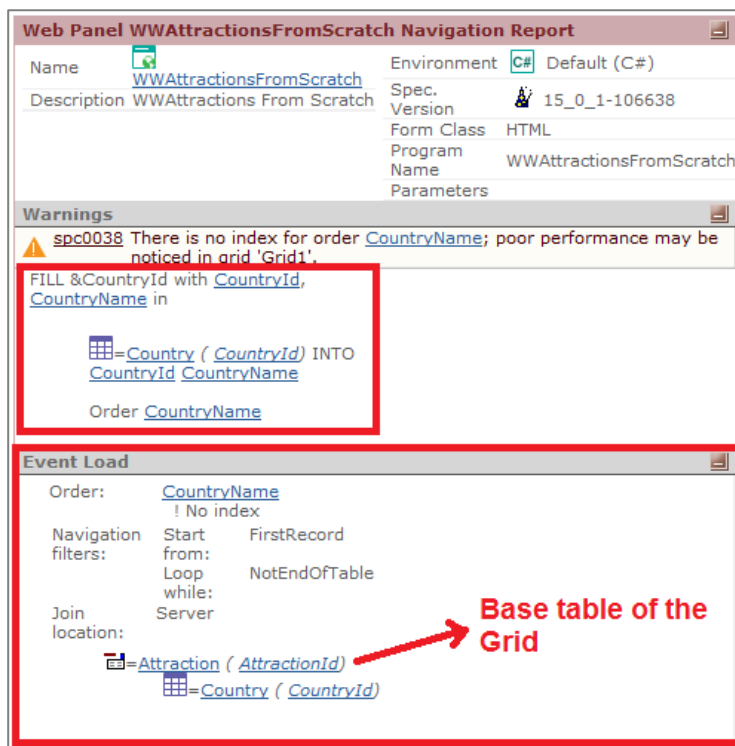 Web Panel WWAttractionsFromScratch Navigation Report
Name
WWAttractionsFromScratch
Description WWAttractions From Scratch
Environment C# Default (C#)
Spec.
Version
15_0_1-106638
Form Class HTML
Program
Name
WWAttractionsFromScratch
Parameters
Warnings
spc0038 There is no index for order CountryName; poor performance may be
noticed in grid 'Grid1'.
FILL &CountryId with CountryId,
CountryName in
=Country ( CountryId) INTO
CountryId CountryName
Order CountryName
Event Load
Order: CountryName
! No index
Navigation
filters:
Start
from:
FirstRecord
Loop
while:
NotEndOfTable
Join
location:
Server
=Attraction ( AttractionId)
=Country ( CountryId)
Base table of the
Grid